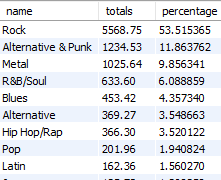 name totals percentage
Rock 5568.75 53.515365
Alternative & Punk 1234.53 11.863762
Metal 1025.64 9.856341
R&B/Soul 633.60 6.088859
Blues 453.42 4.357340
Alternative 369.27 3.548663
Hip Hop/Rap 366.30 3.520122
Pop 201.96 1.940824
Latin 162.36 1.560270